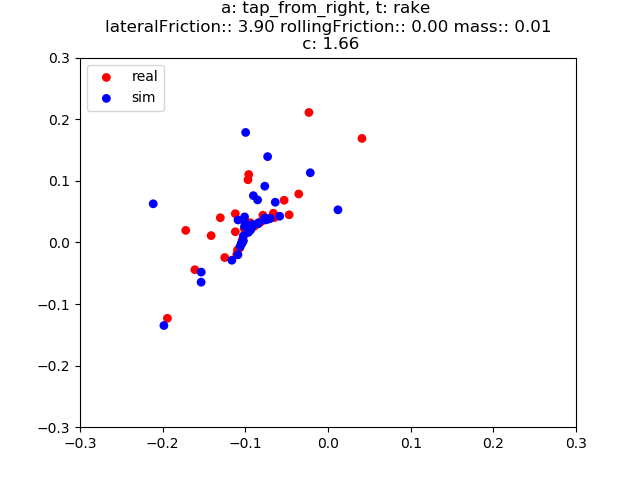 a: tap_from_right, t: rake
lateralFriction:: 3.90 rollingFriction:: 0.00 mass:: 0.01
c: 1.66
real
sim
0.3
0.2
0.1
0.0
−0.1
−0.2
−0.3
−0.3 −0.2 −0.1 0.0 0.1 0.2 0.3